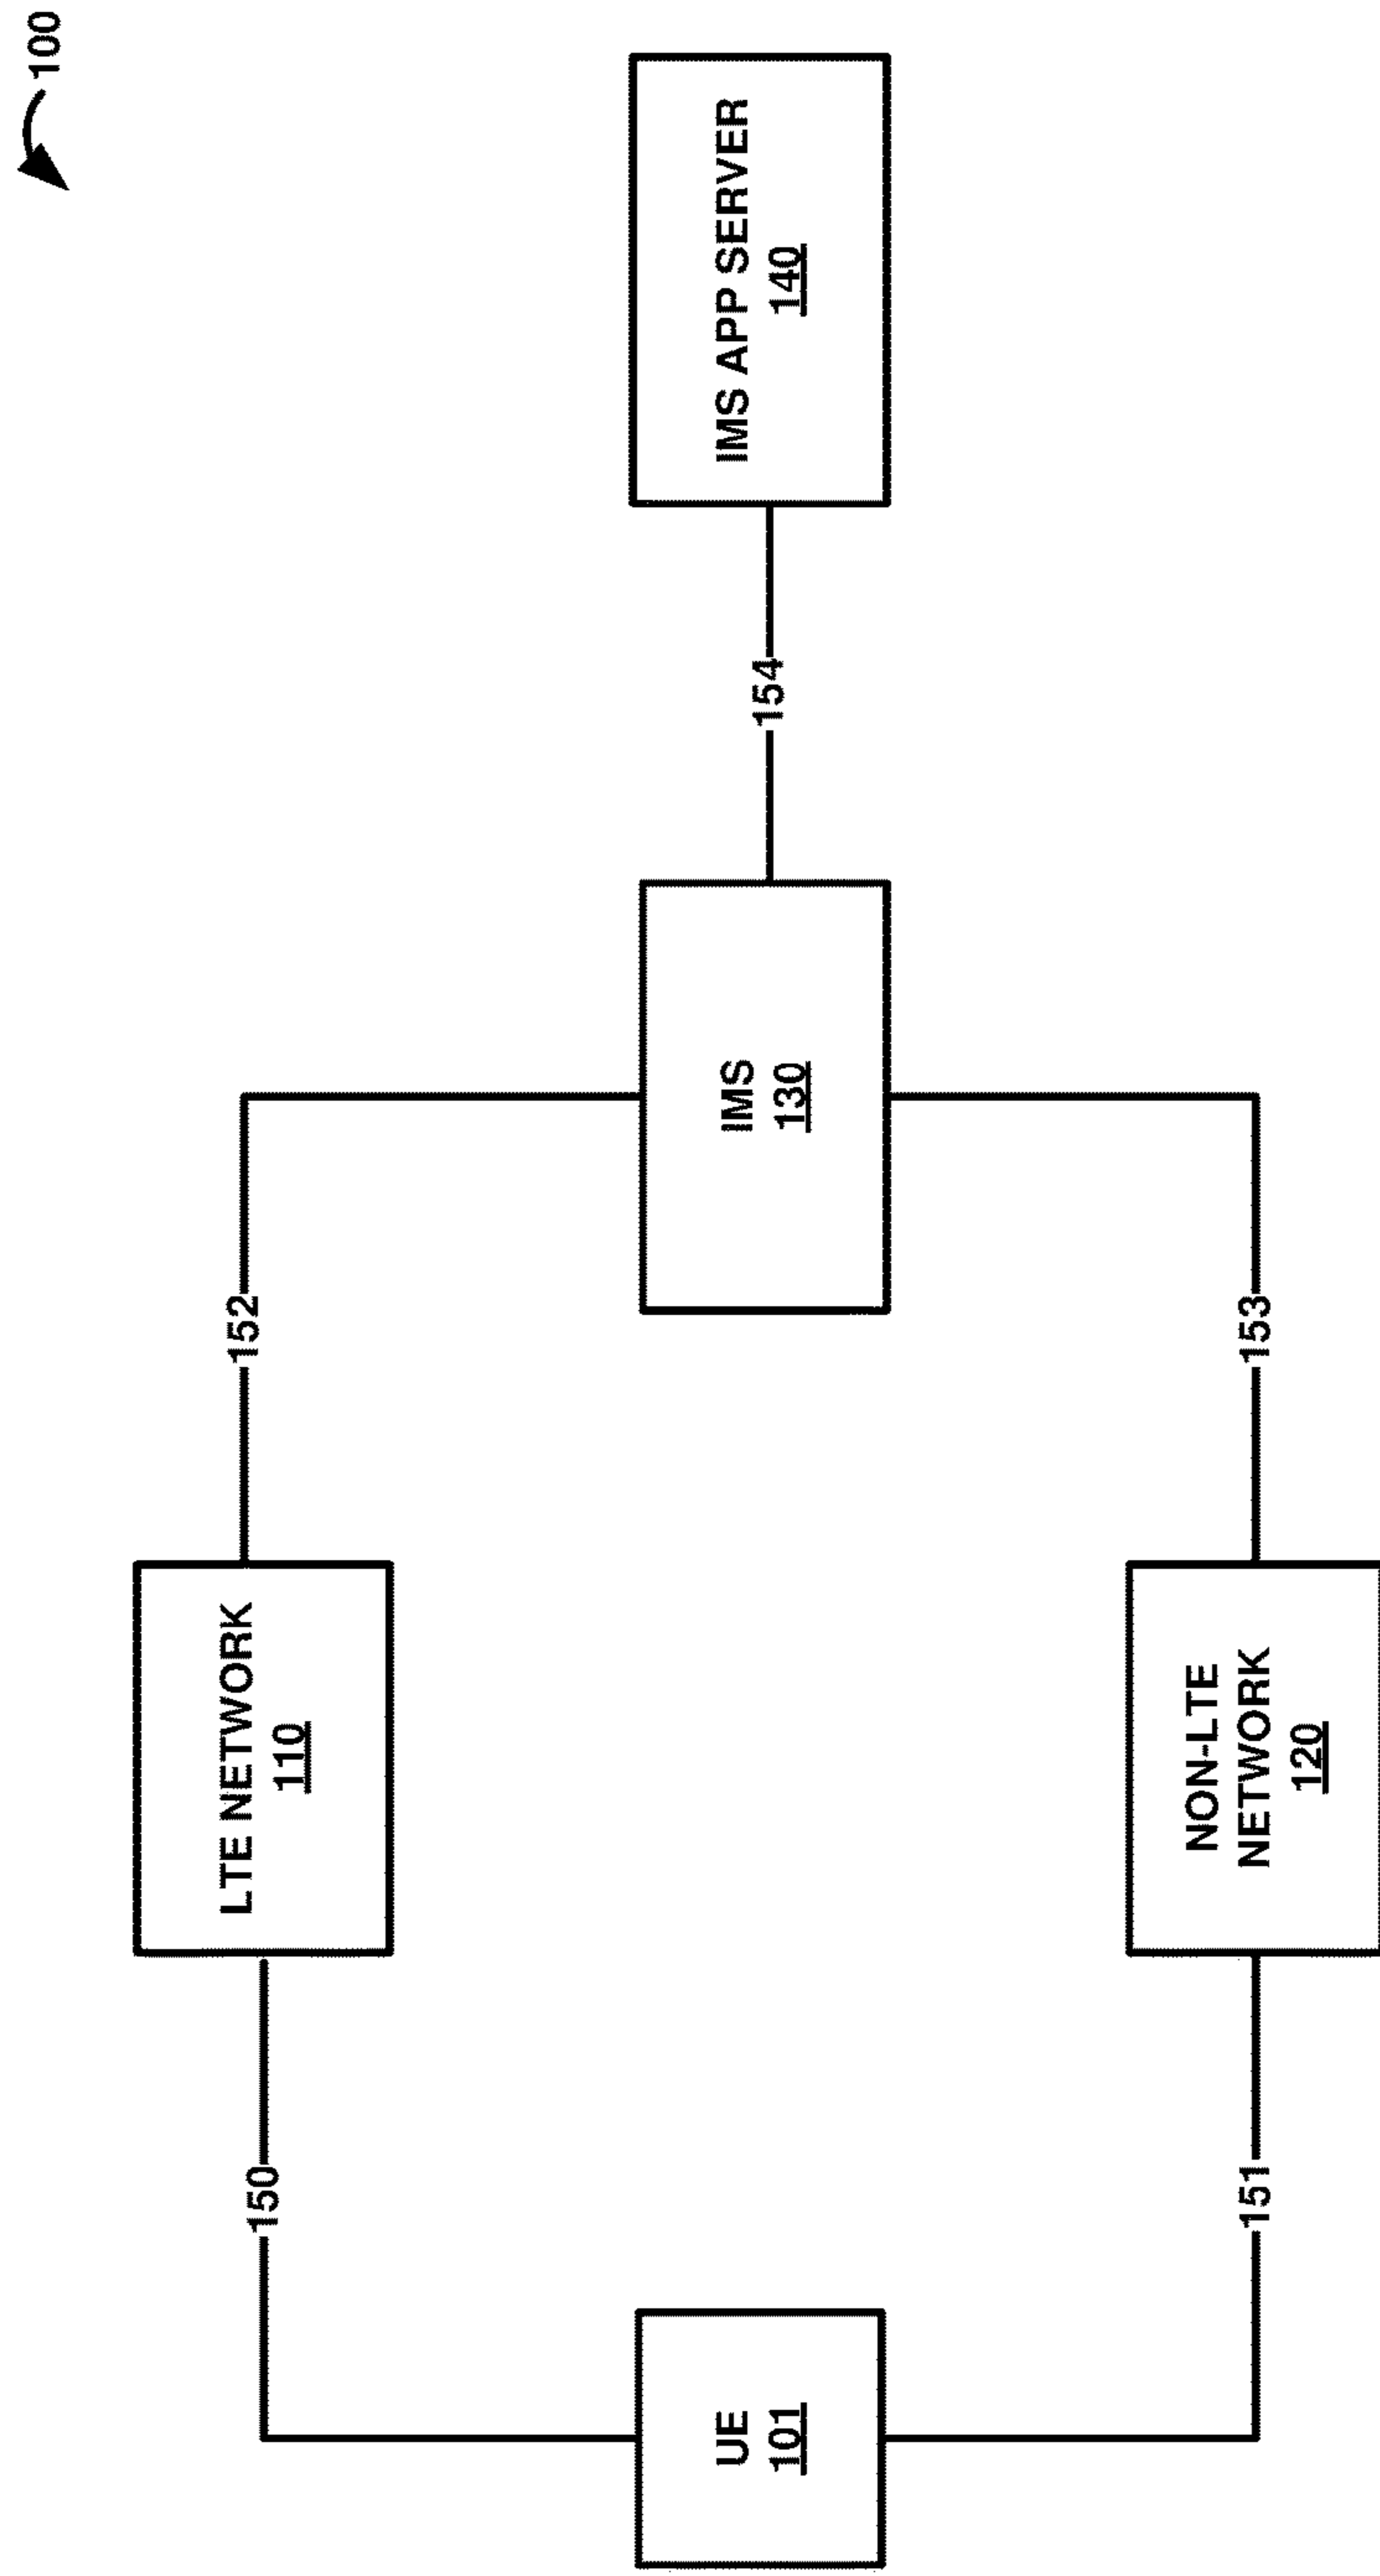 100
LTE NETWORK
110
150
152
UE
101
IMS
130
154
IMS APP SERVER
140
151
NON-LTE
NETWORK
120
153